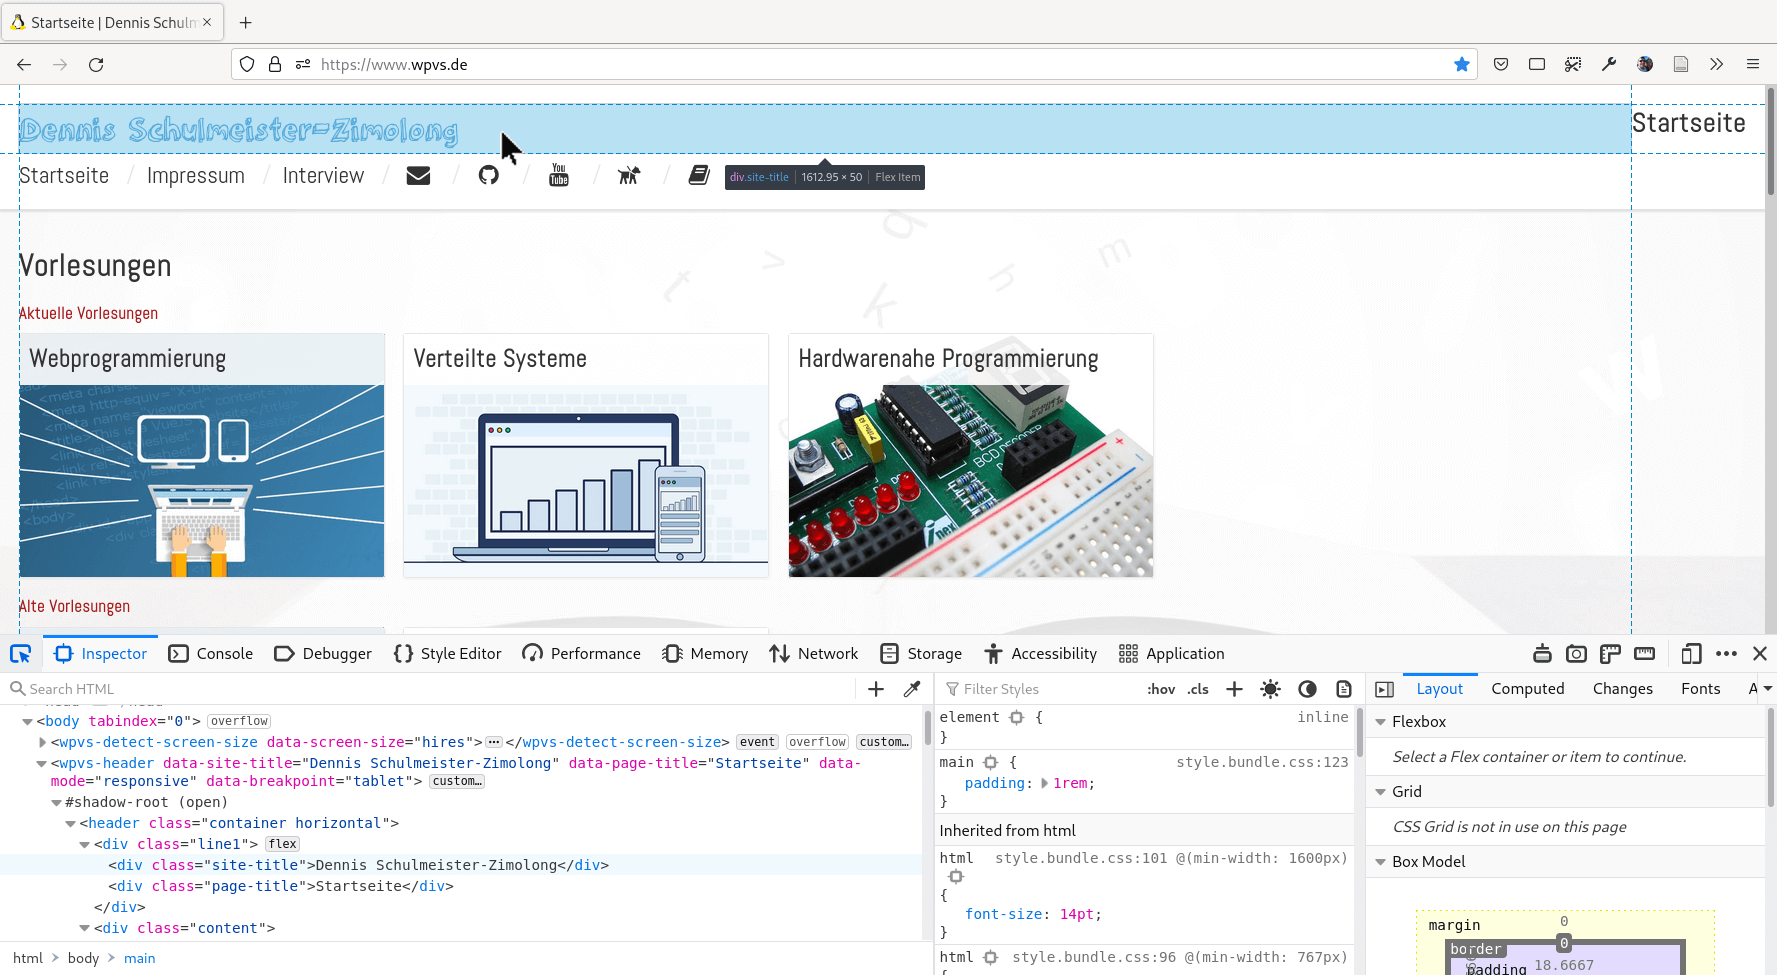 Startseite | Dennis Schulm
https://www.wpvs.de
Dennis Schulmeister-Zimolong
Startseite
Startseite / Impressum / Interview / / You Tube / /
div.site-title | 1612.95 × 50 | Flex Item
Vorlesungen
Aktuelle Vorlesungen
Webprogrammierung
Verteilte Systeme
Hardwarenahe Programmierung
BCD DECODER
Alte Vorlesungen
Inspector Console Debugger Style Editor Performance Memory Network Storage Accessibility Application
Search HTML
<body tabindex="0"> overflow
<wpvs-detect-screen-size data-screen-size="hires"> ••• </wpvs-detect-screen-size> event overflow custom…
<wpvs-header data-site-title="Dennis Schulmeister-Zimolong" data-page-title="Startseite" data-
mode="responsive" data-breakpoint="tablet"> custom…
#shadow-root (open)
<header class="container horizontal">
<div class="line1"> flex
<div class="site-title">Dennis Schulmeister-Zimolong</div>
<div class="page-title">Startseite</div>
</div>
<div class="content">
html > body > main
Filter Styles :hov .cls
element { inline
}
main { style.bundle.css:123
padding: 1rem;
}
Inherited from html
html style.bundle.css:101 @(min-width: 1600px)
{
font-size: 14pt;
}
html style.bundle.css:96 @(min-width: 767px)
Layout Computed Changes Fonts A
Flexbox
Select a Flex container or item to continue.
Grid
CSS Grid is not in use on this page
Box Model
margin 0
border 0
padding 18.6667